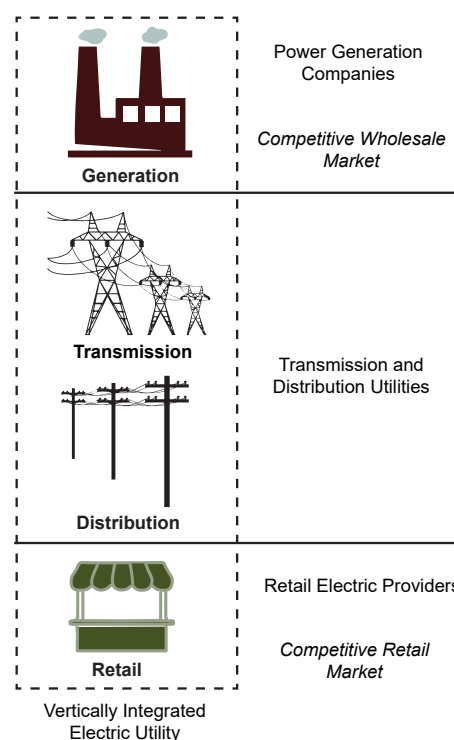 Power Generation
Companies
Competitive Wholesale
Market
Generation
Transmission
Transmission and
Distribution Utilities
Distribution
Retail Electric Providers
Competitive Retail
Market
Retail
Vertically Integrated
Electric Utility